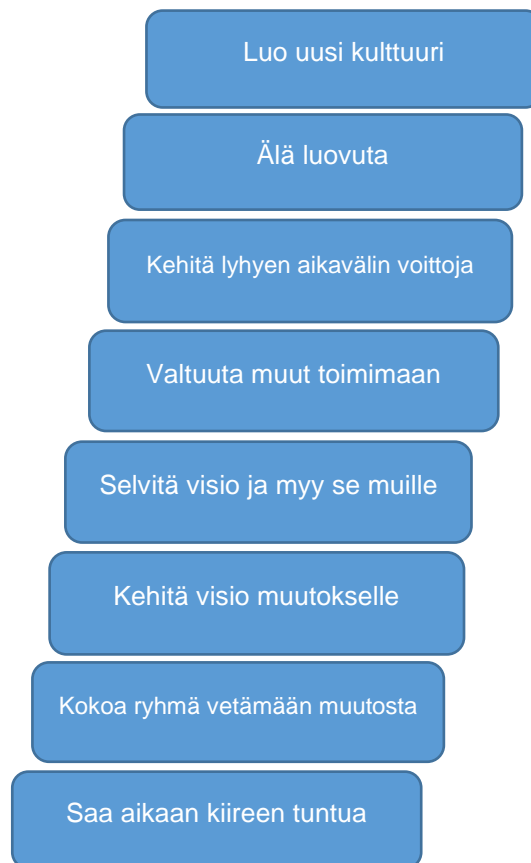 Luo uusi kulttuuri
Älä luovuta
Kehitä lyhyen aikavälin voittoja
Valtuuta muut toimimaan
Selvitä visio ja myy se muille
Kehitä visio muutokselle
Kokoa ryhmä vetämään muutosta
Saa aikaan kiireen tuntua